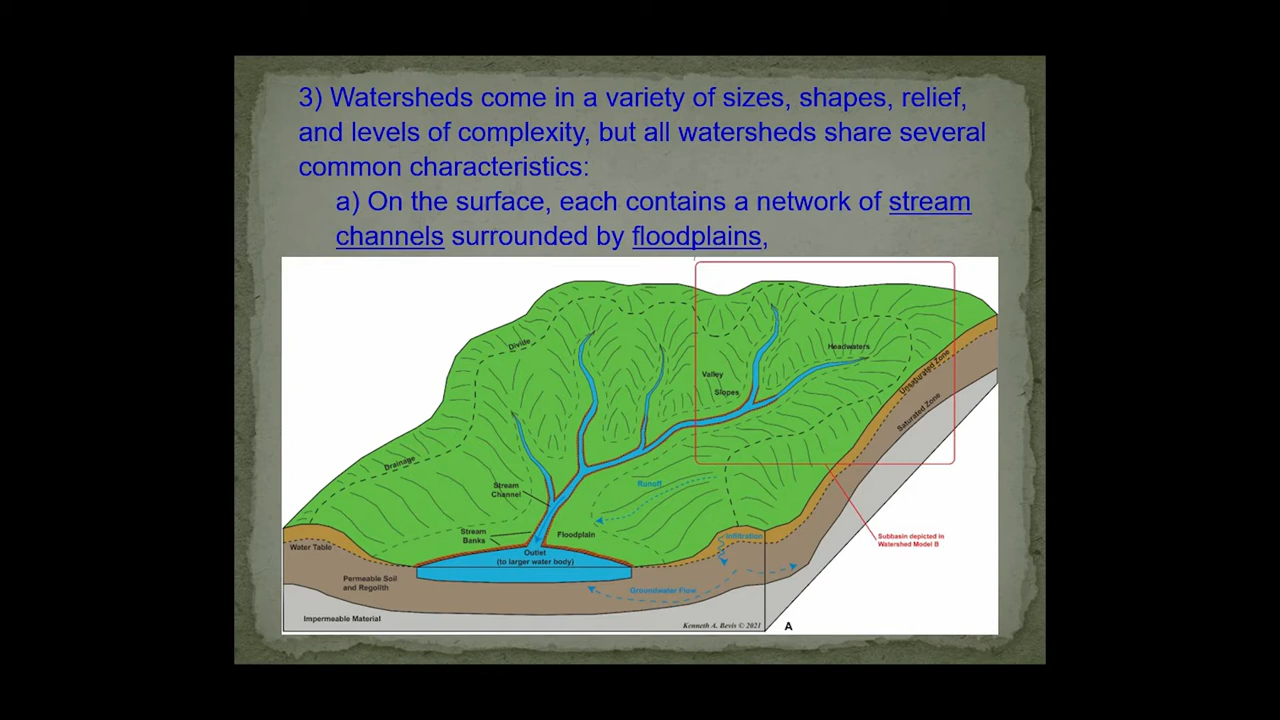 3) Watersheds come in a variety of sizes, shapes, relief,
and levels of complexity, but all watersheds share several
common characteristics:
a) On the surface, each contains a network of stream
channels surrounded by floodplains,
Divide
Headwaters
Valley
Slopes
Unsaturated Zone
Saturated Zone
Drainage
Stream
Channel
Runoff
Stream
Banks
Floodplain
Infiltration
Subbasin depicted in
Watershed Model B
Water Table
Outlet
(to larger water body)
Permeable Soil
and Regolith
Groundwater Flow
Impermeable Material
Kenneth A. Bevis © 2021
A